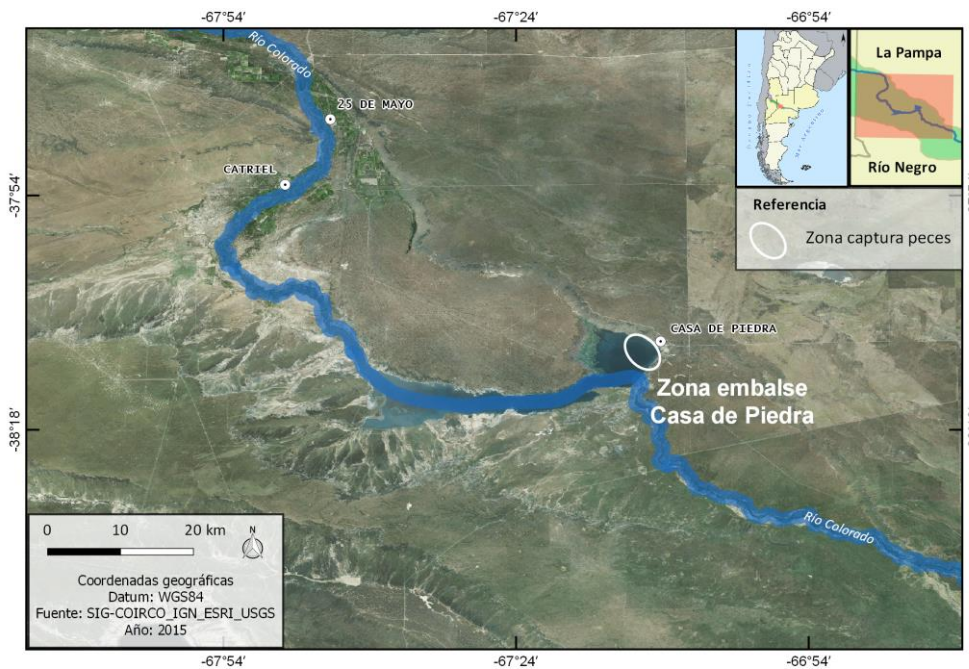 -67°54'
-67°24'
-66°54'
-37°54'
-38°18'
Río Colorado
25 DE MAYO
CATRIEL
CASA DE PIEDRA
Zona embalse
Casa de Piedra
Río Colorado
La Pampa
Río Negro
Referencia
Zona captura peces
0 10 20 km
N
Coordenadas geográficas
Datum: WGS84
Fuente: SIG-COIRCO_IGN_ESRI_USGS
Año: 2015
-67°54'
-67°24'
-66°54'